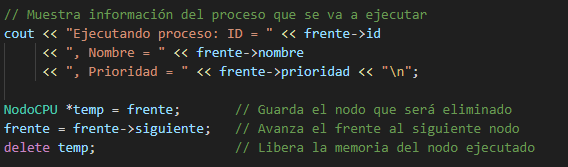 // Muestra información del proceso que se va a ejecutar
cout << "Ejecutando proceso: ID = " << frente->id
<< ", Nombre = " << frente->nombre
<< ", Prioridad = " << frente->prioridad << "\n";
NodoCPU *temp = frente; // Guarda el nodo que será eliminado
frente = frente->siguiente; // Avanza el frente al siguiente nodo
delete temp; // Libera la memoria del nodo ejecutado